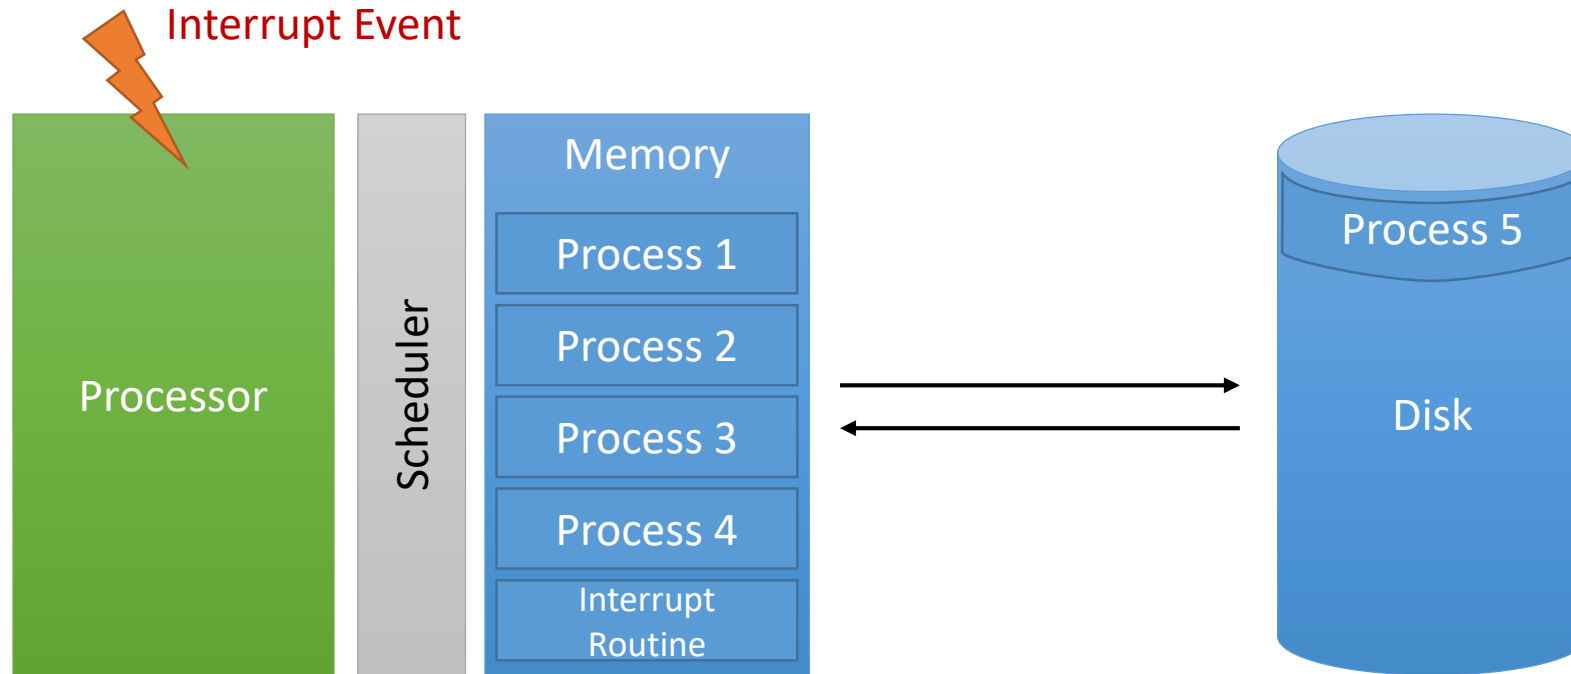 Interrupt Event
Processor
Scheduler
Memory
Process 1
Process 2
Process 3
Process 4
Interrupt
Routine
Process 5
Disk